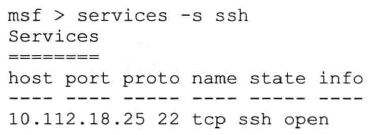 msf > services -s ssh
Services
========
host port proto name state info
---- ---- ----- ---- ----- ----
10.112.18.25 22 tcp ssh open